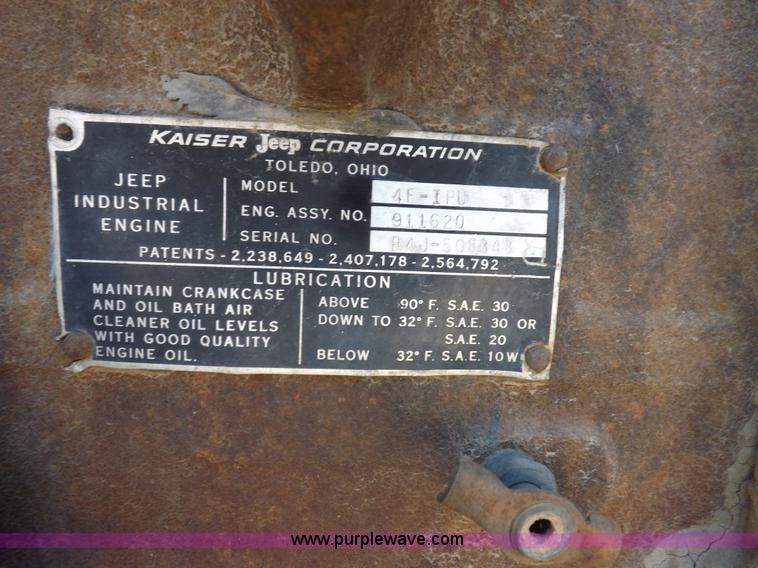 KAISER Jeep CORPORATION
TOLEDO, OHIO
JEEP
INDUSTRIAL
ENGINE
MODEL 4F-IPU
ENG. ASSY. NO. 911620
SERIAL NO.
PATENTS - 2,238,649 - 2,407,178 - 2,564,792
LUBRICATION
MAINTAIN CRANKCASE
AND OIL BATH AIR
CLEANER OIL LEVELS
WITH GOOD QUALITY
ENGINE OIL.
ABOVE 90° F. S.A.E. 30
DOWN TO 32° F. S.A.E. 30 OR
S.A.E. 20
BELOW 32° F. S.A.E. 10W
www.purplewave.com